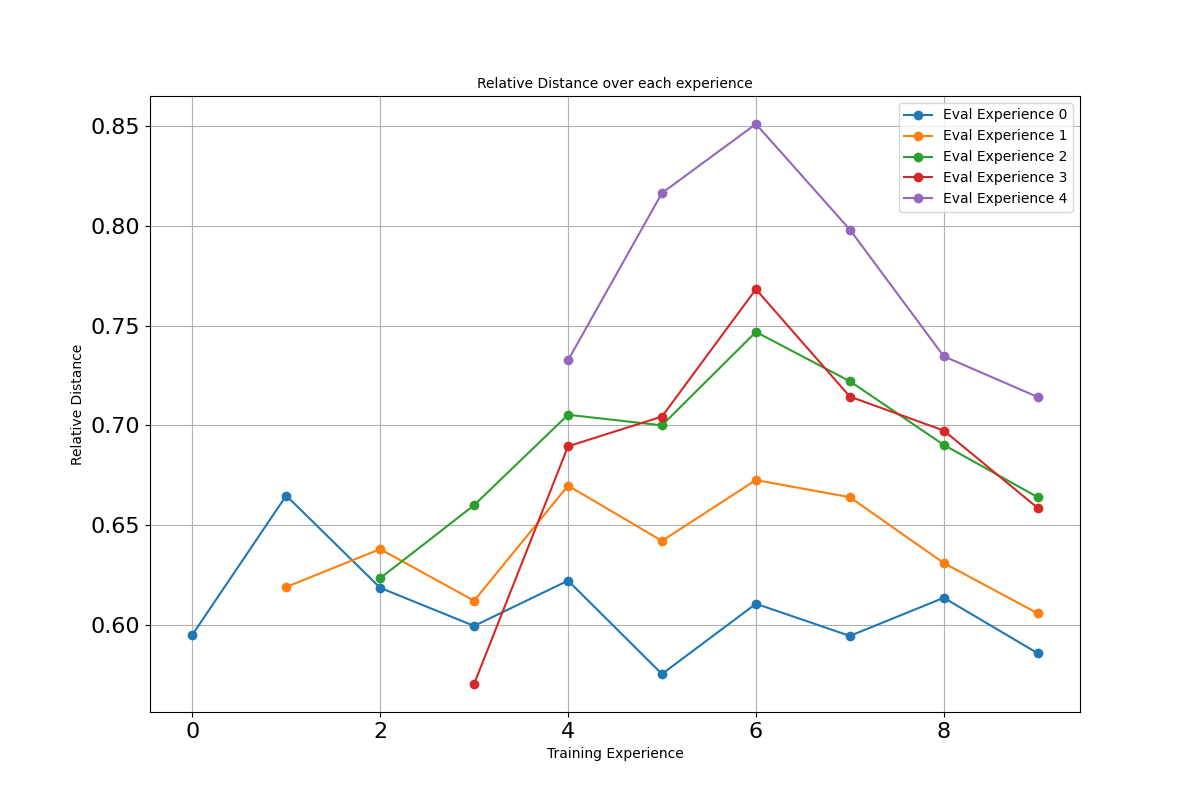 Relative Distance over each experience
0.85
0.80
0.75
0.70
0.65
0.60
Relative Distance
Eval Experience 0
Eval Experience 1
Eval Experience 2
Eval Experience 3
Eval Experience 4
0 2 4 6 8
Training Experience